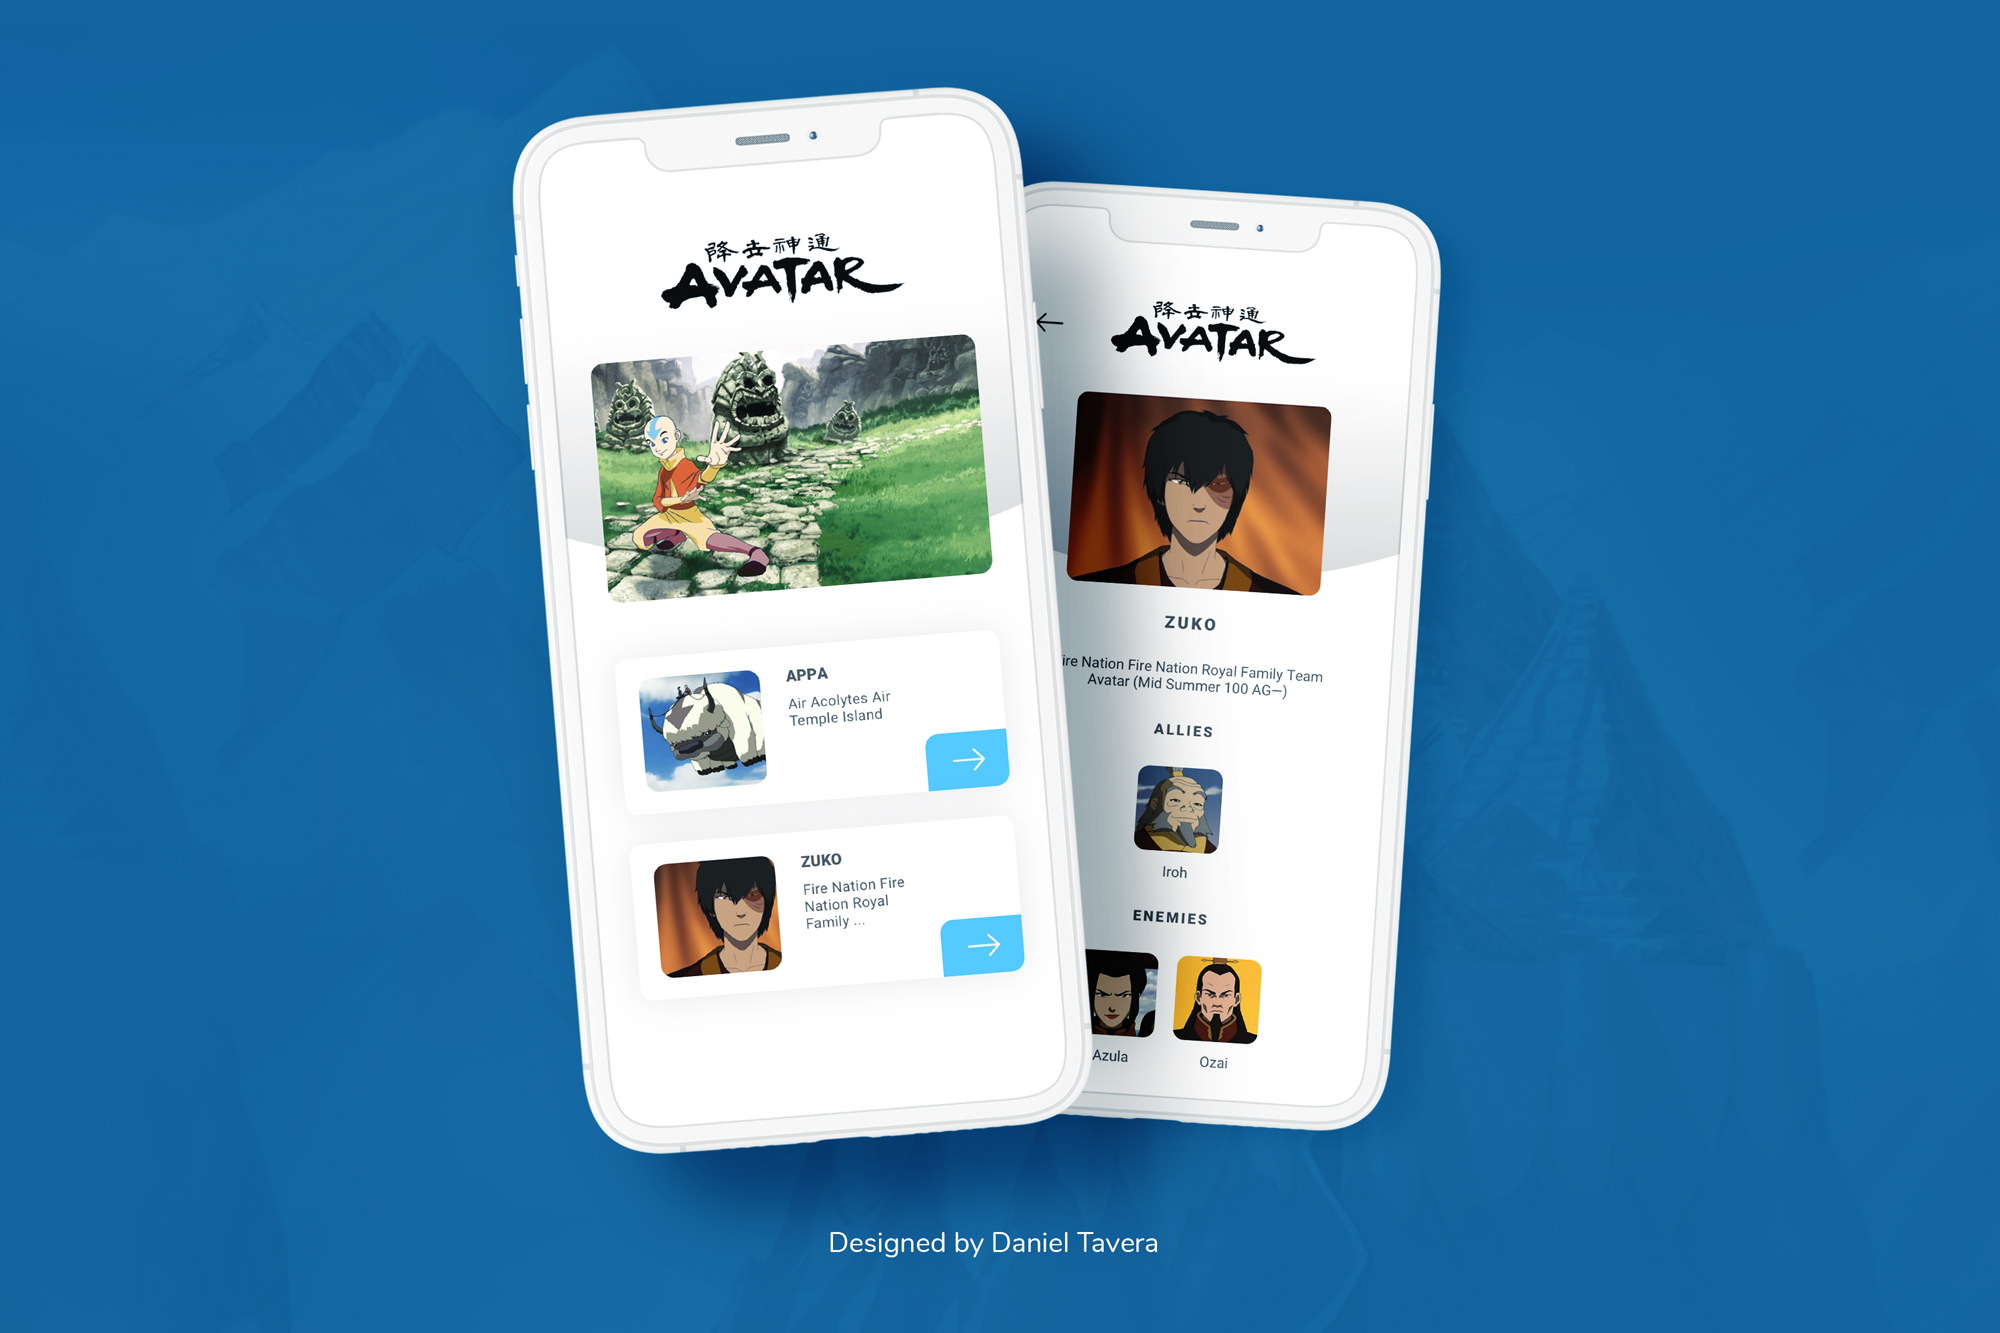 降去神通
AVATAR
APPA
Air Acolytes Air
Temple Island
ZUKO
Fire Nation Fire
Nation Royal
Family ...
降去神通
AVATAR
ZUKO
ire Nation Fire Nation Royal Family Team
Avatar (Mid Summer 100 AG—)
ALLIES
Iroh
ENEMIES
Azula
Ozai
Designed by Daniel Tavera